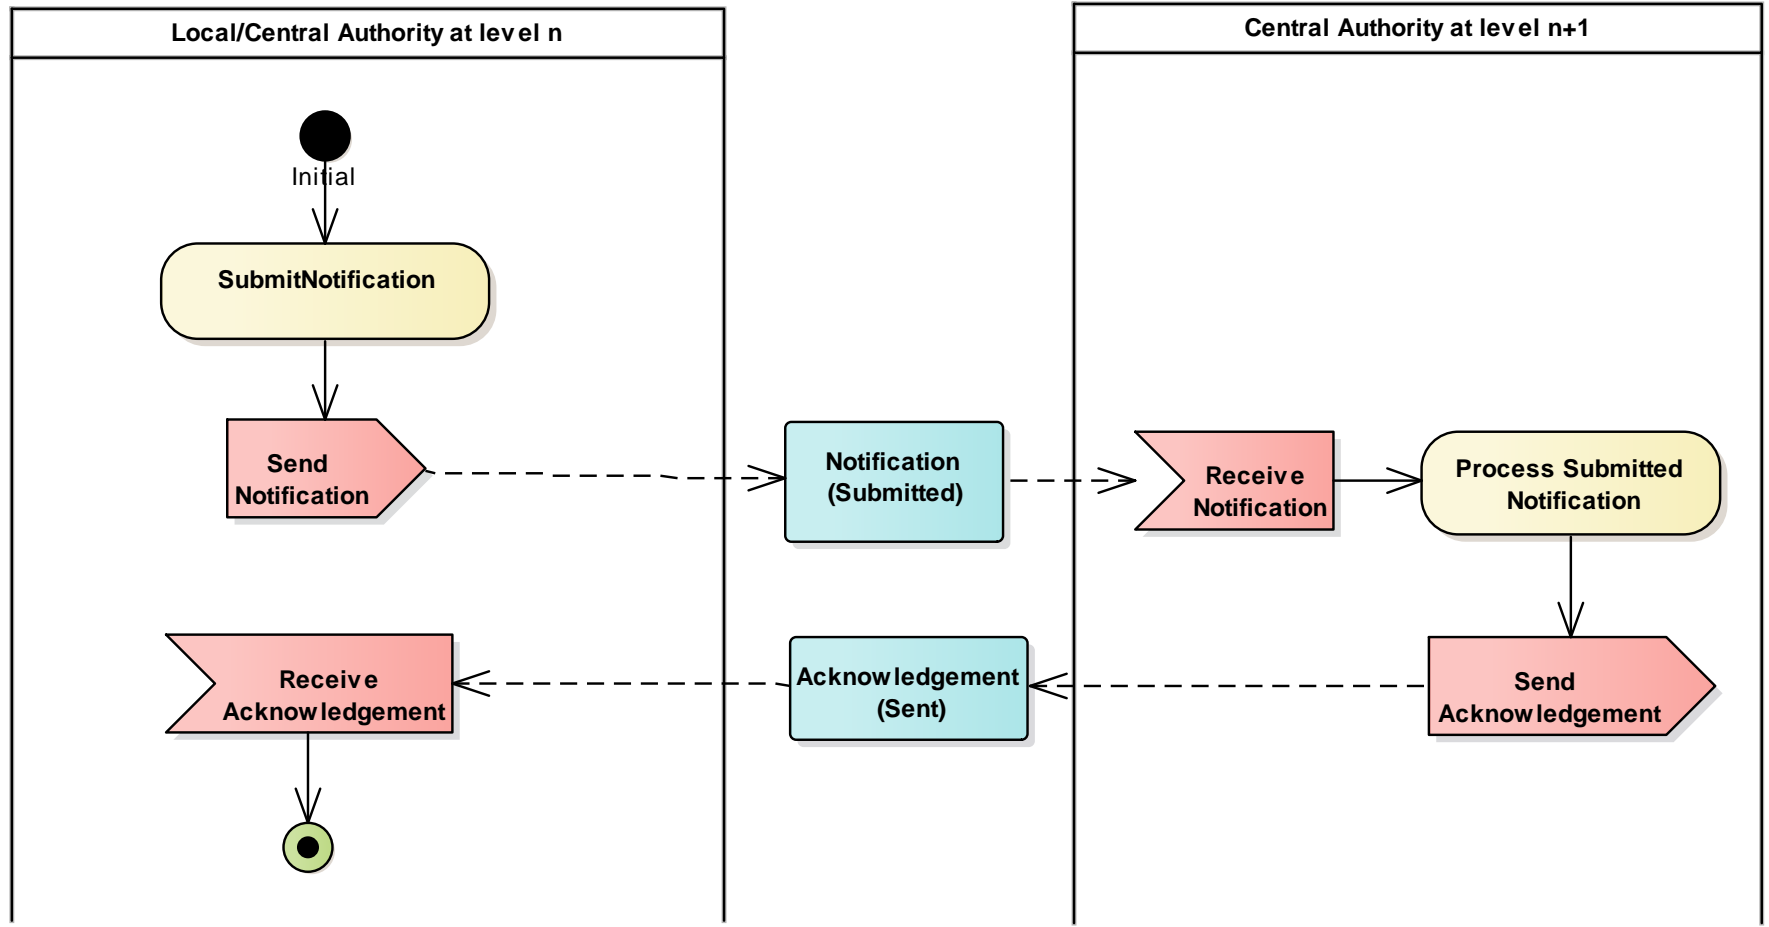 Local/Central Authority at level n
Central Authority at level n+1
Initial
SubmitNotification
Send
Notification
Notification
(Submitted)
Receive
Notification
Process Submitted
Notification
Receive
Acknowledgement
Acknowledgement
(Sent)
Send
Acknowledgement